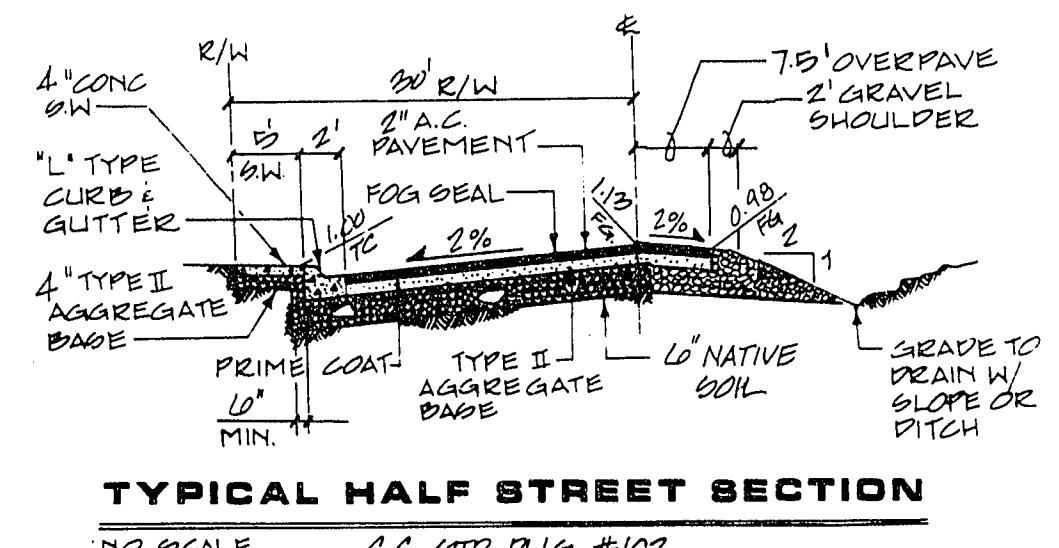 R/W
℄
4" CONC
S.W.
30' R/W
7.5' OVERPAVE
2' GRAVEL
SHOULDER
5'
S.W.
2'
2" A.C.
PAVEMENT
"L" TYPE
CURB &
GUTTER
FOG SEAL
1.00
TC
1.13
FG.
2%
2%
0.98
FG
2
1
4" TYPE II
AGGREGATE
BASE
PRIME COAT
TYPE II
AGGREGATE
BASE
6" NATIVE
SOIL
GRADE TO
DRAIN W/
SLOPE OR
DITCH
6"
MIN.
TYPICAL HALF STREET SECTION
NO SCALE